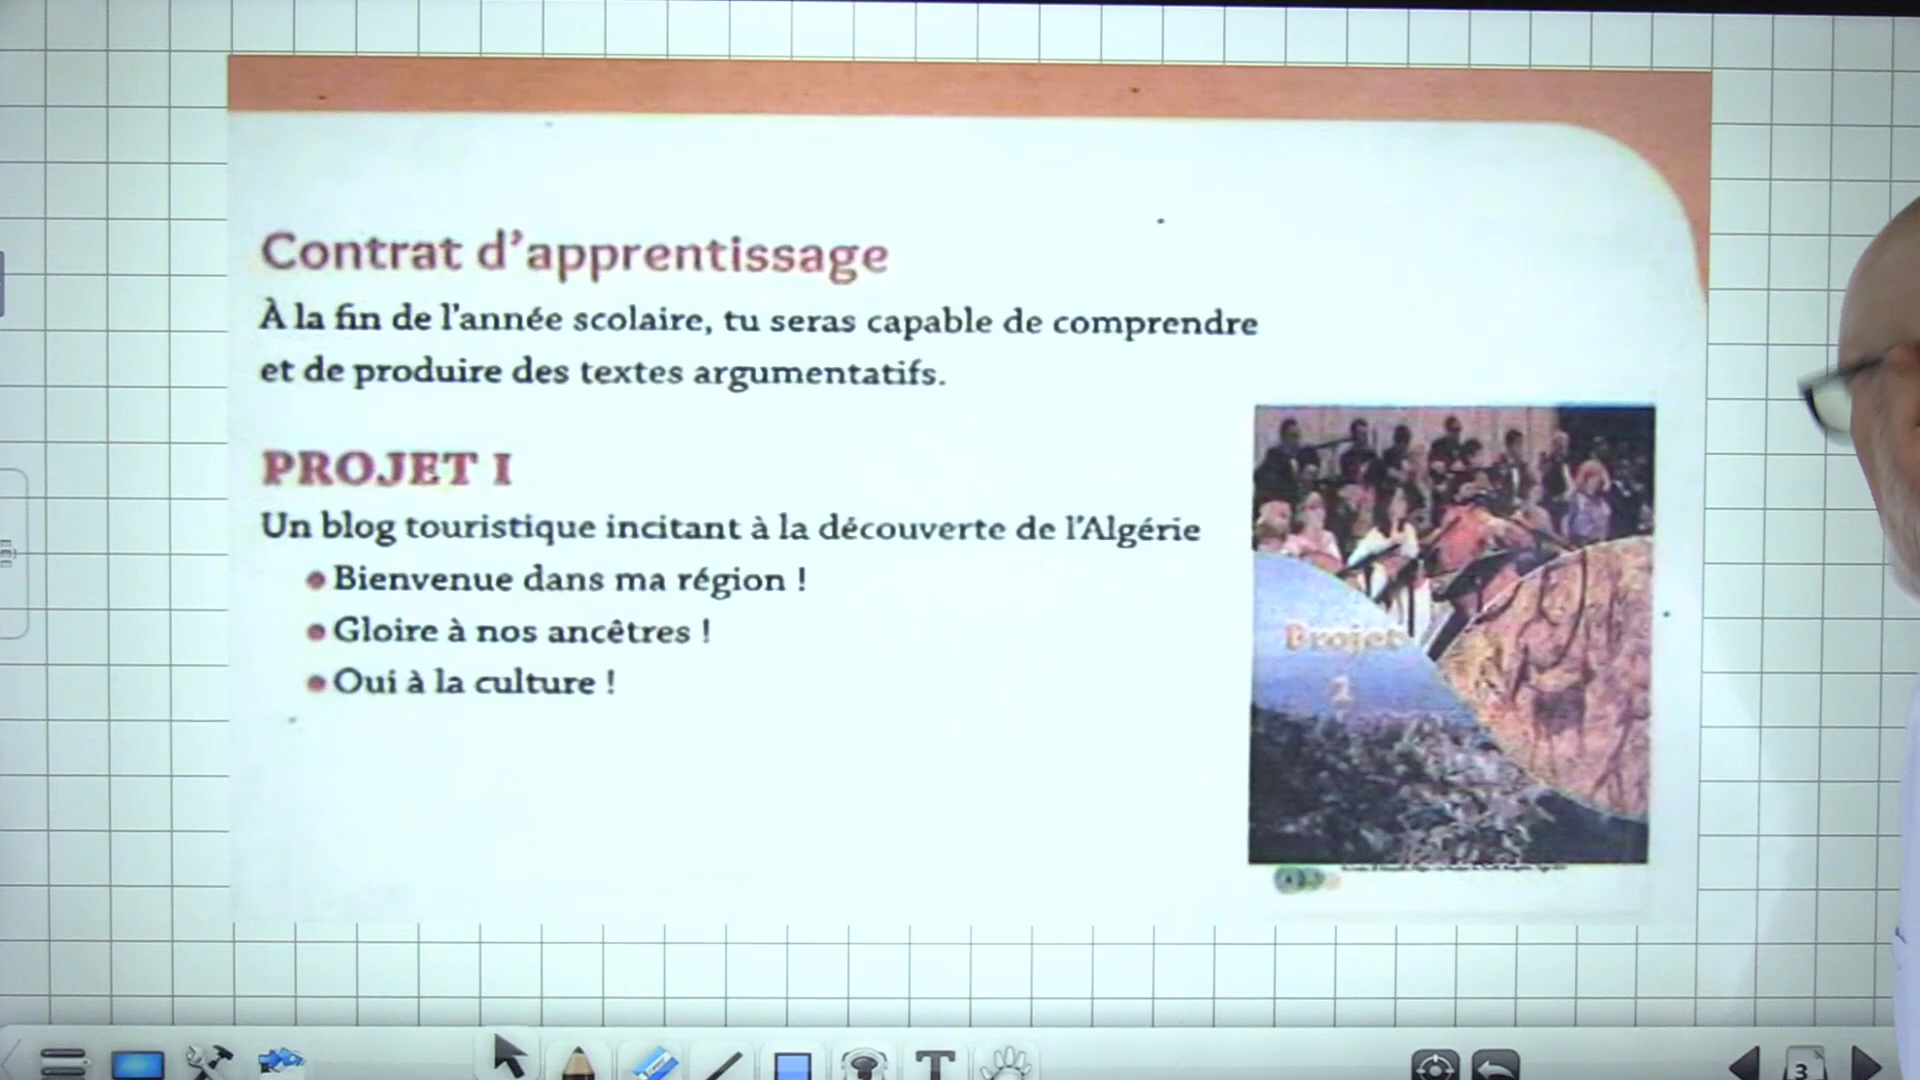 Contrat d'apprentissage
À la fin de l'année scolaire, tu seras capable de comprendre
et de produire des textes argumentatifs.
PROJET I
Un blog touristique incitant à la découverte de l'Algérie
Bienvenue dans ma région !
Gloire à nos ancêtres !
Oui à la culture !
Projet
1
T
3